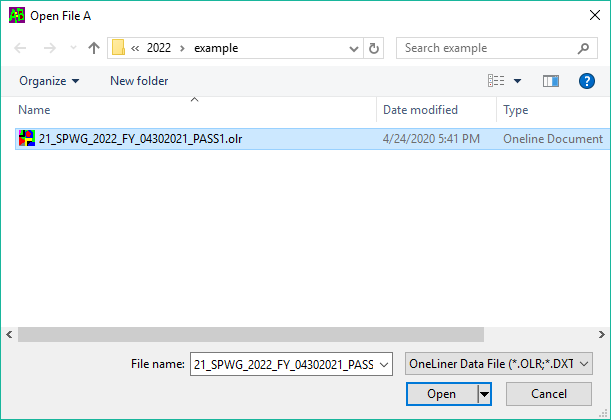 Open File A
« 2022 > example
Search example
Organize
New folder
?
Name
Date modified
Type
21_SPWG_2022_FY_04302021_PASS1.olr
4/24/2020 5:41 PM
Oneline Document
File name:
21_SPWG_2022_FY_04302021_PASS
OneLiner Data File (*.OLR;*.DXT
Open
Cancel